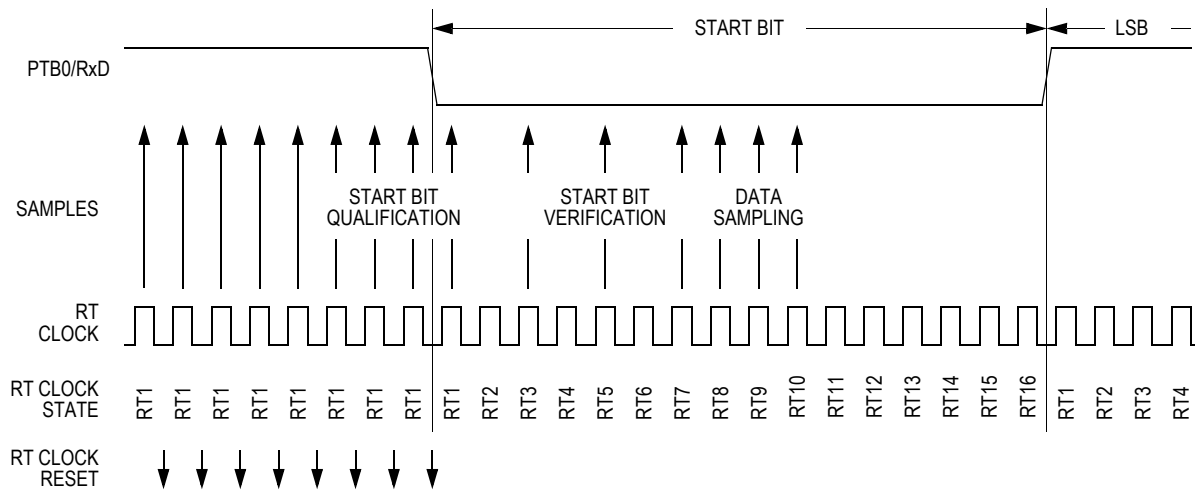 START BIT
LSB
PTB0/RxD
SAMPLES
START BIT
QUALIFICATION
START BIT
VERIFICATION
DATA
SAMPLING
RT
CLOCK
RT CLOCK
STATE
RT1 RT1 RT1 RT1 RT1 RT1 RT1 RT1 RT1 RT2 RT3 RT4 RT5 RT6 RT7 RT8 RT9 RT10 RT11 RT12 RT13 RT14 RT15 RT16 RT1 RT2 RT3 RT4
RT CLOCK
RESET